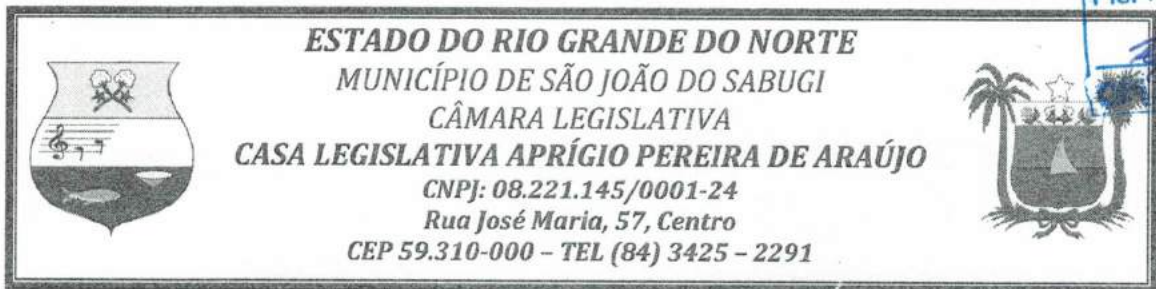 ESTADO DO RIO GRANDE DO NORTE
MUNICÍPIO DE SÃO JOÃO DO SABUGI
CÂMARA LEGISLATIVA
CASA LEGISLATIVA APRÍGIO PEREIRA DE ARAÚJO
CNPJ: 08.221.145/0001-24
Rua José Maria, 57, Centro
CEP 59.310-000 – TEL (84) 3425 – 2291